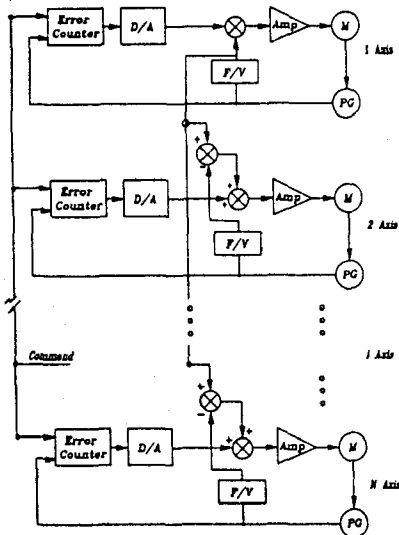 Error
Counter
D/A
Amp
M
F/V
1 Axis
PG
+
−
Error
Counter
D/A
+
+
Amp
M
F/V
2 Axis
PG
Command
i Axis
+
−
Error
Counter
D/A
+
+
Amp
M
F/V
N Axis
PG